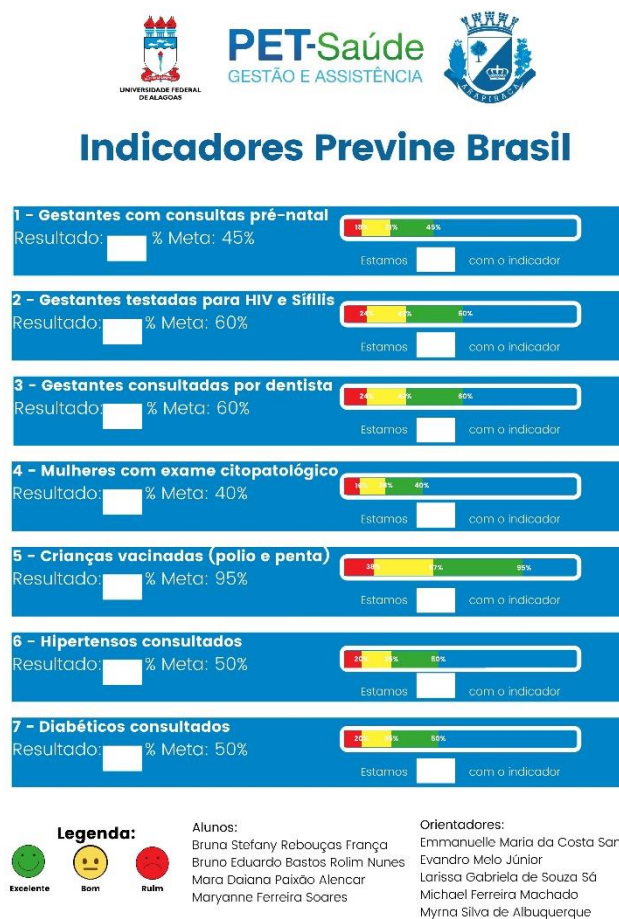 UNIVERSIDADE FEDERAL
DE ALAGOAS
PET-Saúde
GESTÃO E ASSISTÊNCIA
ARAPIRACA
Indicadores Previne Brasil
1 - Gestantes com consultas pré-natal
Resultado: % Meta: 45%
18% 31% 45%
Estamos com o indicador
2 - Gestantes testadas para HIV e Sífilis
Resultado: % Meta: 60%
24% 42% 60%
Estamos com o indicador
3 - Gestantes consultadas por dentista
Resultado: % Meta: 60%
24% 42% 60%
Estamos com o indicador
4 - Mulheres com exame citopatológico
Resultado: % Meta: 40%
16% 28% 40%
Estamos com o indicador
5 - Crianças vacinadas (polio e penta)
Resultado: % Meta: 95%
38% 67% 95%
Estamos com o indicador
6 - Hipertensos consultados
Resultado: % Meta: 50%
20% 35% 50%
Estamos com o indicador
7 - Diabéticos consultados
Resultado: % Meta: 50%
20% 35% 50%
Estamos com o indicador
Legenda:
Excelente Bom Ruim
Alunos:
Bruna Stefany Rebouças França
Bruno Eduardo Bastos Rolim Nunes
Mara Daiana Paixão Alencar
Maryanne Ferreira Soares
Orientadores:
Emmanuelle Maria da Costa San
Evandro Melo Júnior
Larissa Gabriela de Souza Sá
Michael Ferreira Machado
Myrna Silva de Albuquerque